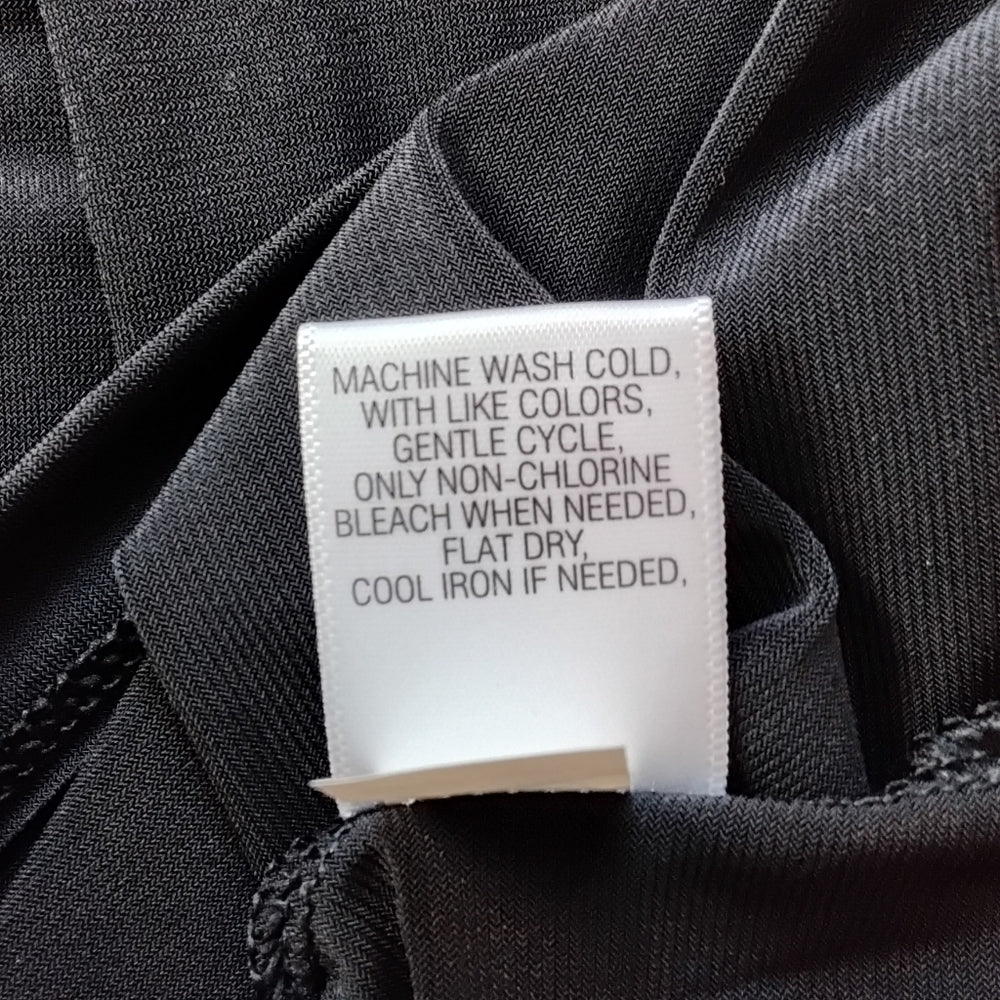 MACHINE WASH COLD,
WITH LIKE COLORS,
GENTLE CYCLE,
ONLY NON-CHLORINE
BLEACH WHEN NEEDED,
FLAT DRY,
COOL IRON IF NEEDED,